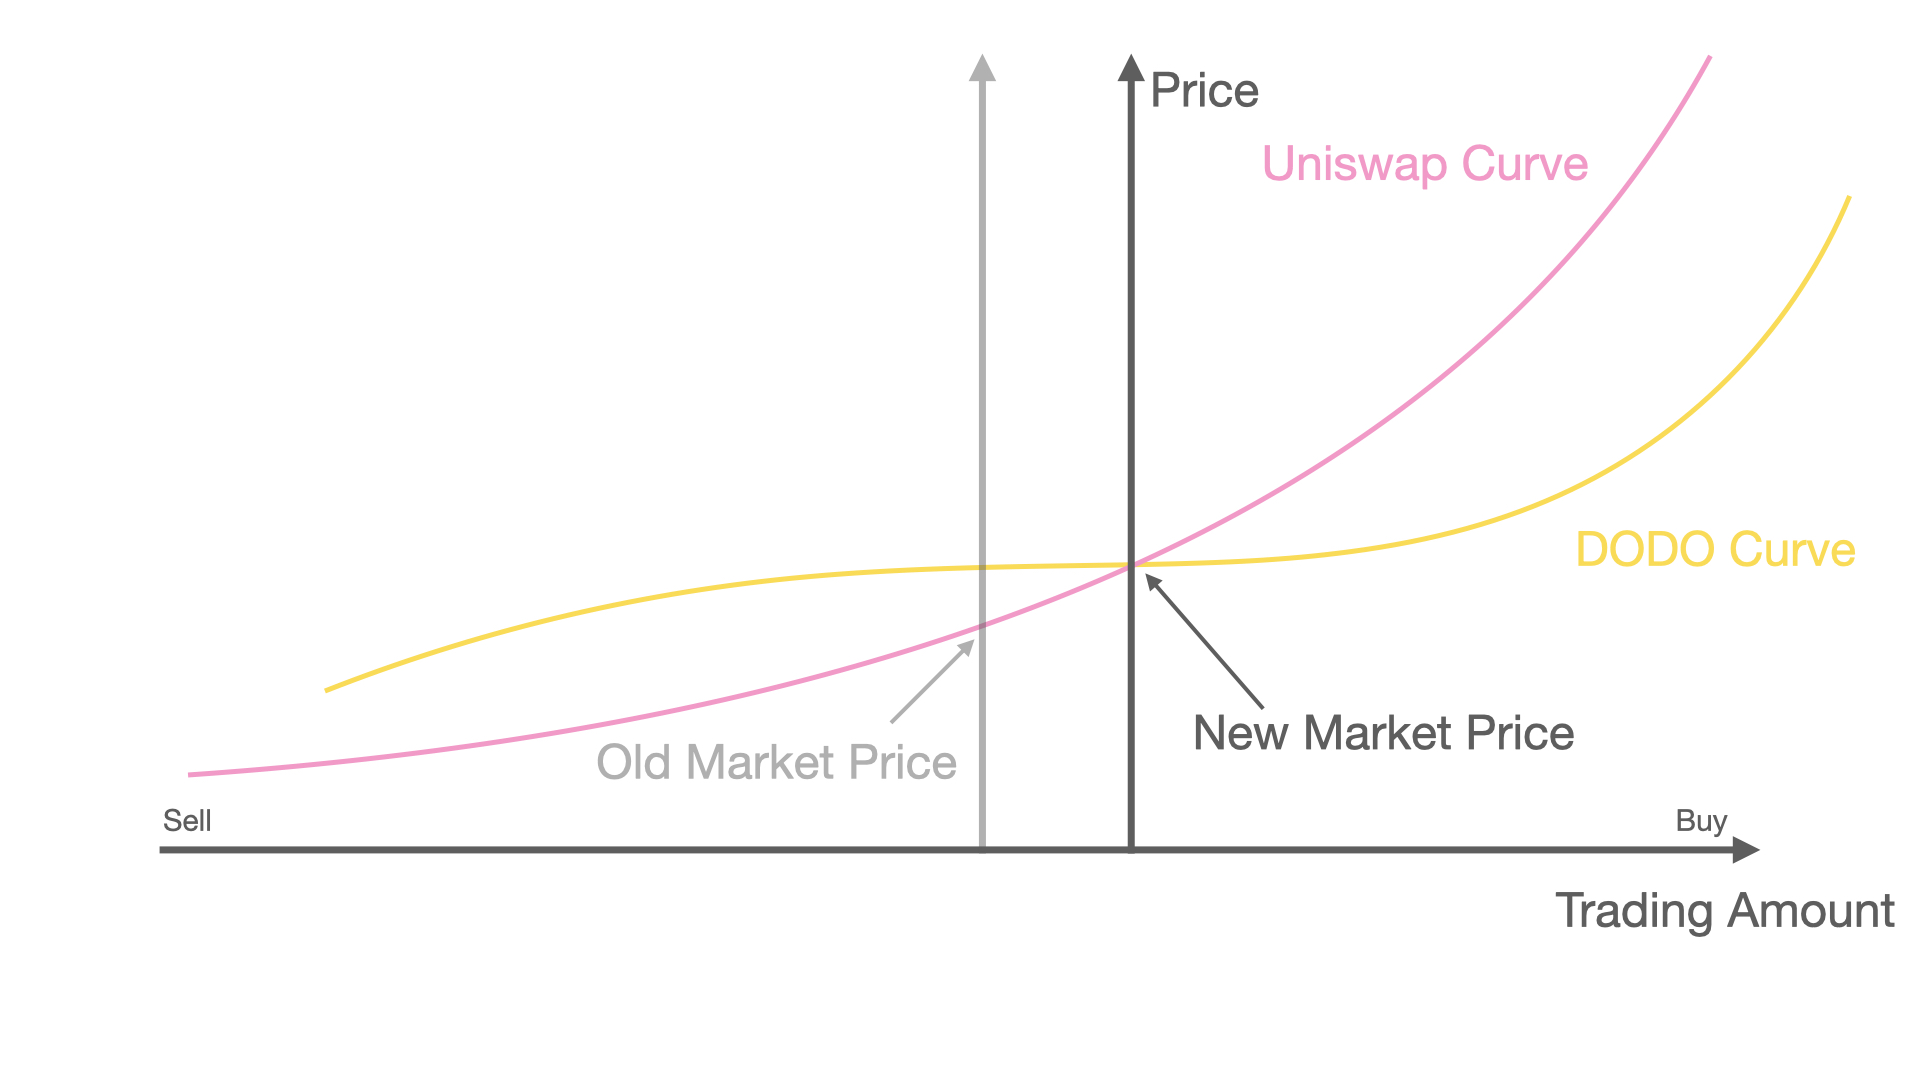 Price
Uniswap Curve
DODO Curve
New Market Price
Old Market Price
Sell
Buy
Trading Amount